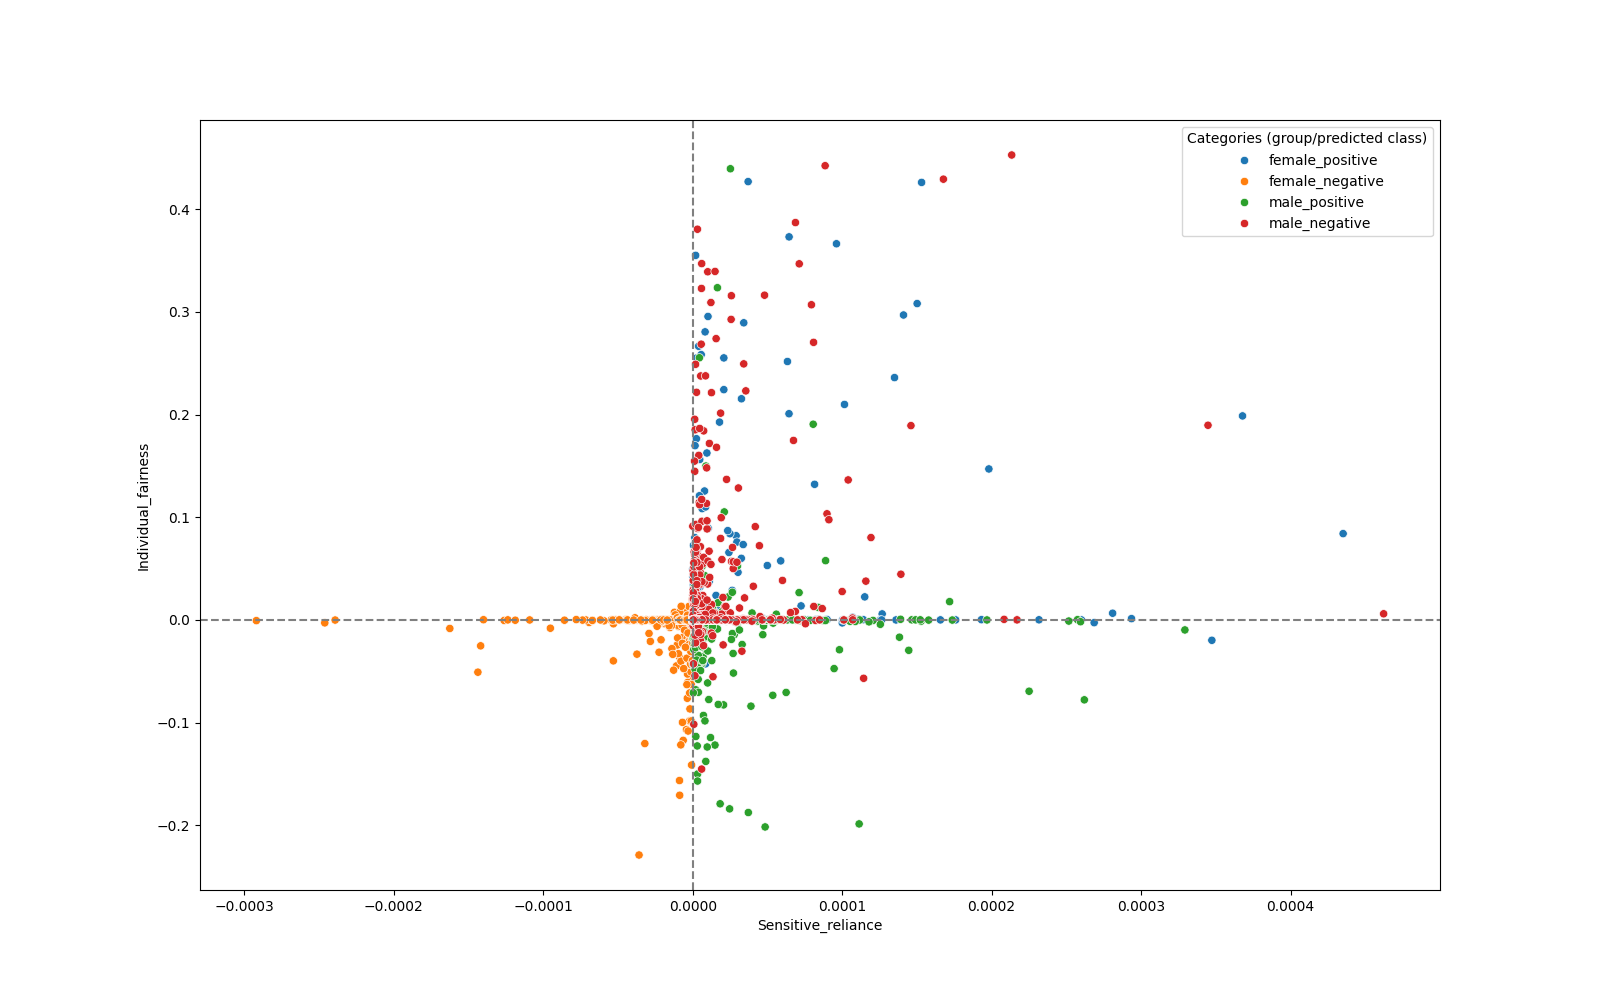 Categories (group/predicted class)
female_positive
female_negative
male_positive
male_negative
0.4
0.3
0.2
0.1
0.0
−0.1
−0.2
Individual_fairness
−0.0003
−0.0002
−0.0001
0.0000
0.0001
0.0002
0.0003
0.0004
Sensitive_reliance